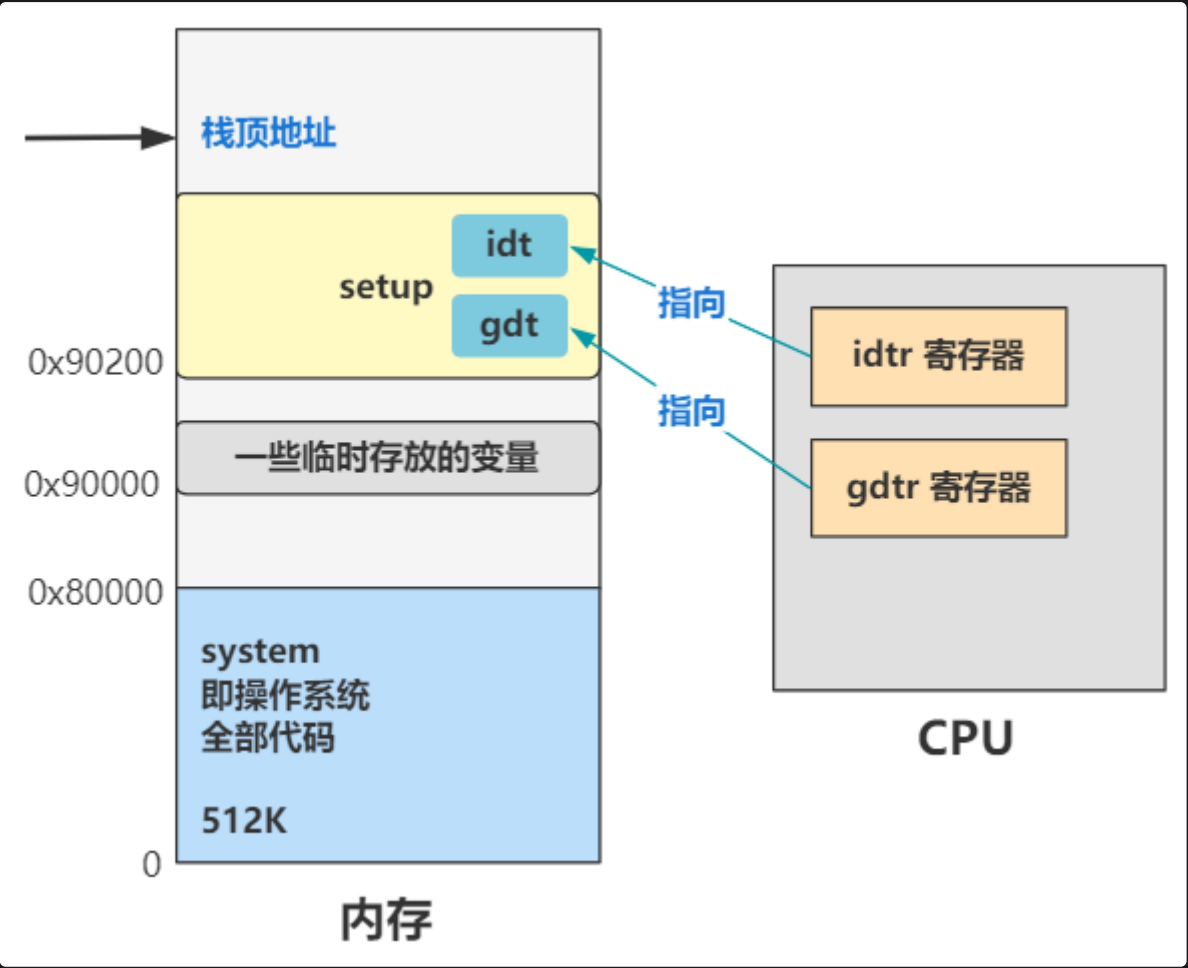 栈顶地址
idt
setup
gdt
0x90200
一些临时存放的变量
0x90000
0x80000
system
即操作系统
全部代码
512K
0
内存
指向
指向
idtr 寄存器
gdtr 寄存器
CPU